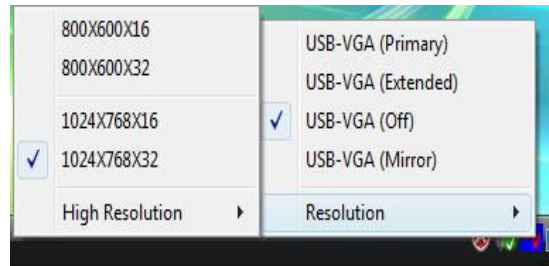 800X600X16
800X600X32
1024X768X16
1024X768X32
High Resolution
USB-VGA (Primary)
USB-VGA (Extended)
USB-VGA (Off)
USB-VGA (Mirror)
Resolution